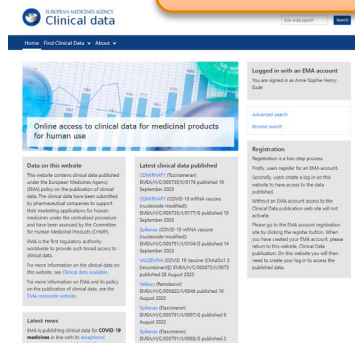 EUROPEAN MEDICINES AGENCY
Clinical data
Site-wide search
Search
Home Find Clinical Data About
Online access to clinical data for medicinal products
for human use
Data on this website
This website contains clinical data published
under the European Medicines Agency
(EMA) policy on the publication of clinical
data. The clinical data have been submitted
by pharmaceutical companies to support
their marketing applications for human
medicines under the centralised procedure
and have been assessed by the Committee
for Human Medicinal Products (CHMP).
EMA is the first regulatory authority
worldwide to provide such broad access to
clinical data.
For more information on the clinical data on
this website, see Clinical data available.
For more information on EMA and its policy
on the publication of clinical data, see the
EMA corporate website.
Latest news
EMA is publishing clinical data for COVID-19
medicines in line with its exceptional
Latest clinical data published
COMIRNATY (Tozinameran)
EMEA/H/C/005735/II/0176 published 19
September 2023
COMIRNATY (COVID-19 mRNA vaccine
(nucleoside-modified))
EMEA/H/C/005735/II/0177/G published 19
September 2023
Spikevax (COVID-19 mRNA vaccine
(nucleoside modified))
EMEA/H/C/005791/II/0104/G published 14
September 2023
VAXZEVRIA (COVID 19 Vaccine (ChAdOx1 S
[recombinant])) EMEA/H/C/005675/II/0073
published 28 August 2023
Veklury (Remdesivir)
EMEA/H/C/005622/II/0046 published 10
August 2023
Spikevax (Elasomeran)
EMEA/H/C/005791/II/0097/G published 9
August 2023
Spikevax (Elasomeran)
EMEA/H/C/005791/II/0080/G published 2
Logged in with an EMA account
You are signed in as Anne-Sophie Henry-
Eude
Advanced search
Browse search
Registration
Registration is a two-step process.
Firstly, users register for an EMA account.
Secondly, users create a log in on this
website to have access to the data
published.
Without an EMA account access to the
Clinical Data publication web site will not
activate.
Please go to the EMA account registration
site by clicking the register button. When
you have created your EMA account, please
return to this website, Clinical Data
publication. On this website you will then
need to create your log in to access the
published data.